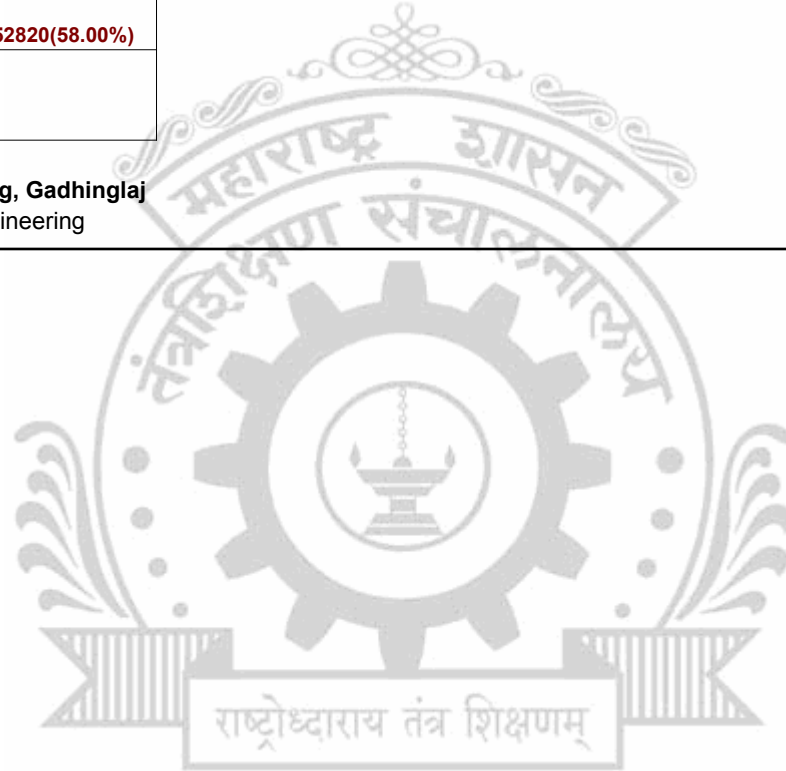 52820(58.00%)
महाराष्ट्र शासन
g, Gadhinglaj
ineering
तंत्रशिक्षण संचालनालय
राष्ट्रोध्दाराय तंत्र शिक्षणम्